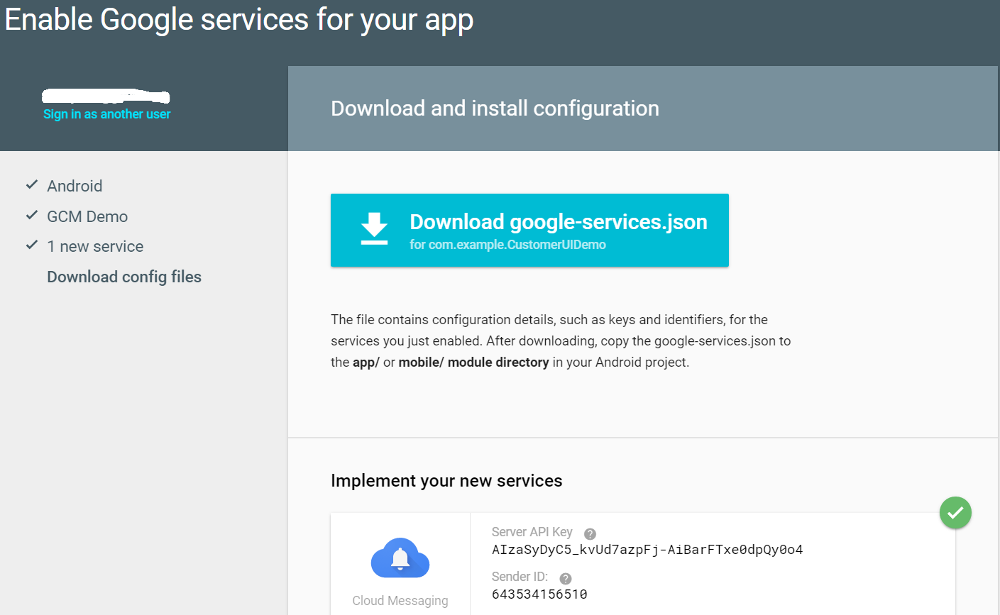 Enable Google services for your app
Sign in as another user
Download and install configuration
Android
GCM Demo
1 new service
Download config files
Download google-services.json
for com.example.CustomerUIDemo
The file contains configuration details, such as keys and identifiers, for the
services you just enabled. After downloading, copy the google-services.json to
the app/ or mobile/ module directory in your Android project.
Implement your new services
Server API Key ?
AIzaSyDyC5_kvUd7azpFj-AiBarFTxe0dpQy0o4
Sender ID: ?
643534156510
Cloud Messaging